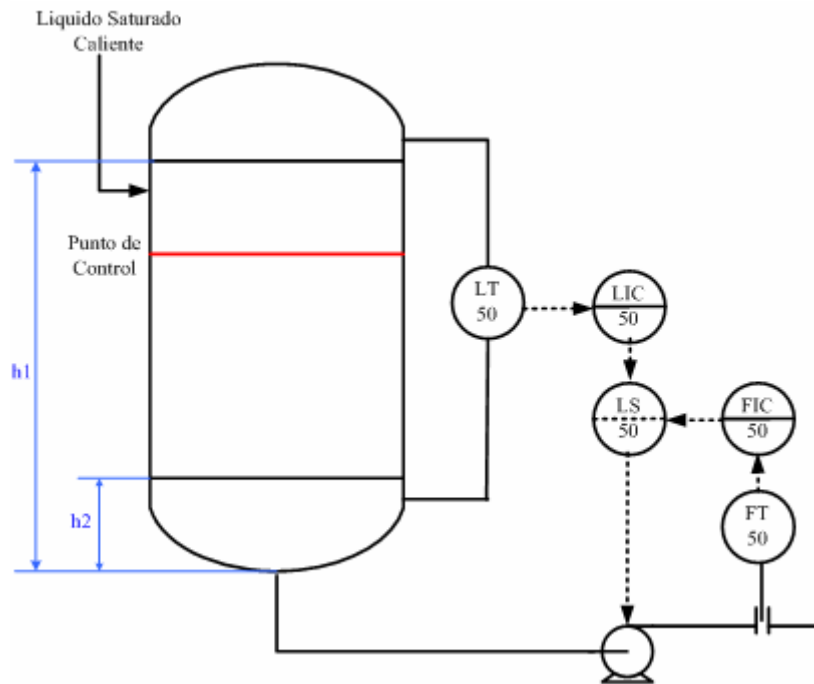 Liquido Saturado
Caliente
Punto de
Control
h1
h2
LT
50
LIC
50
LS
50
FIC
50
FT
50